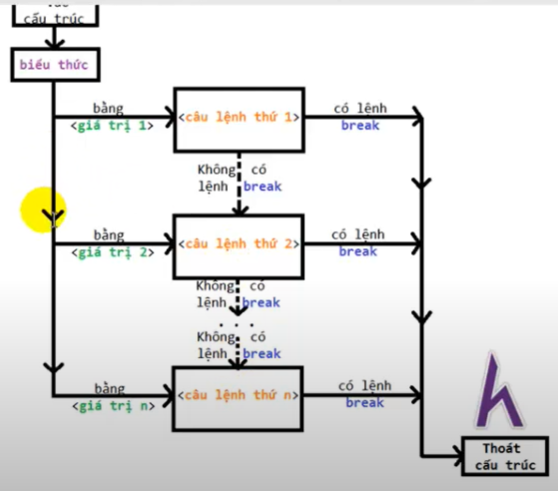 cấu trúc
biểu thức
bằng
<giá trị 1>
<câu lệnh thứ 1>
có lệnh
break
Không có
lệnh break
bằng
<giá trị 2>
<câu lệnh thứ 2>
có lệnh
break
Không có
lệnh break
. . .
Không có
lệnh break
bằng
<giá trị n>
<câu lệnh thứ n>
có lệnh
break
Thoát
cấu trúc